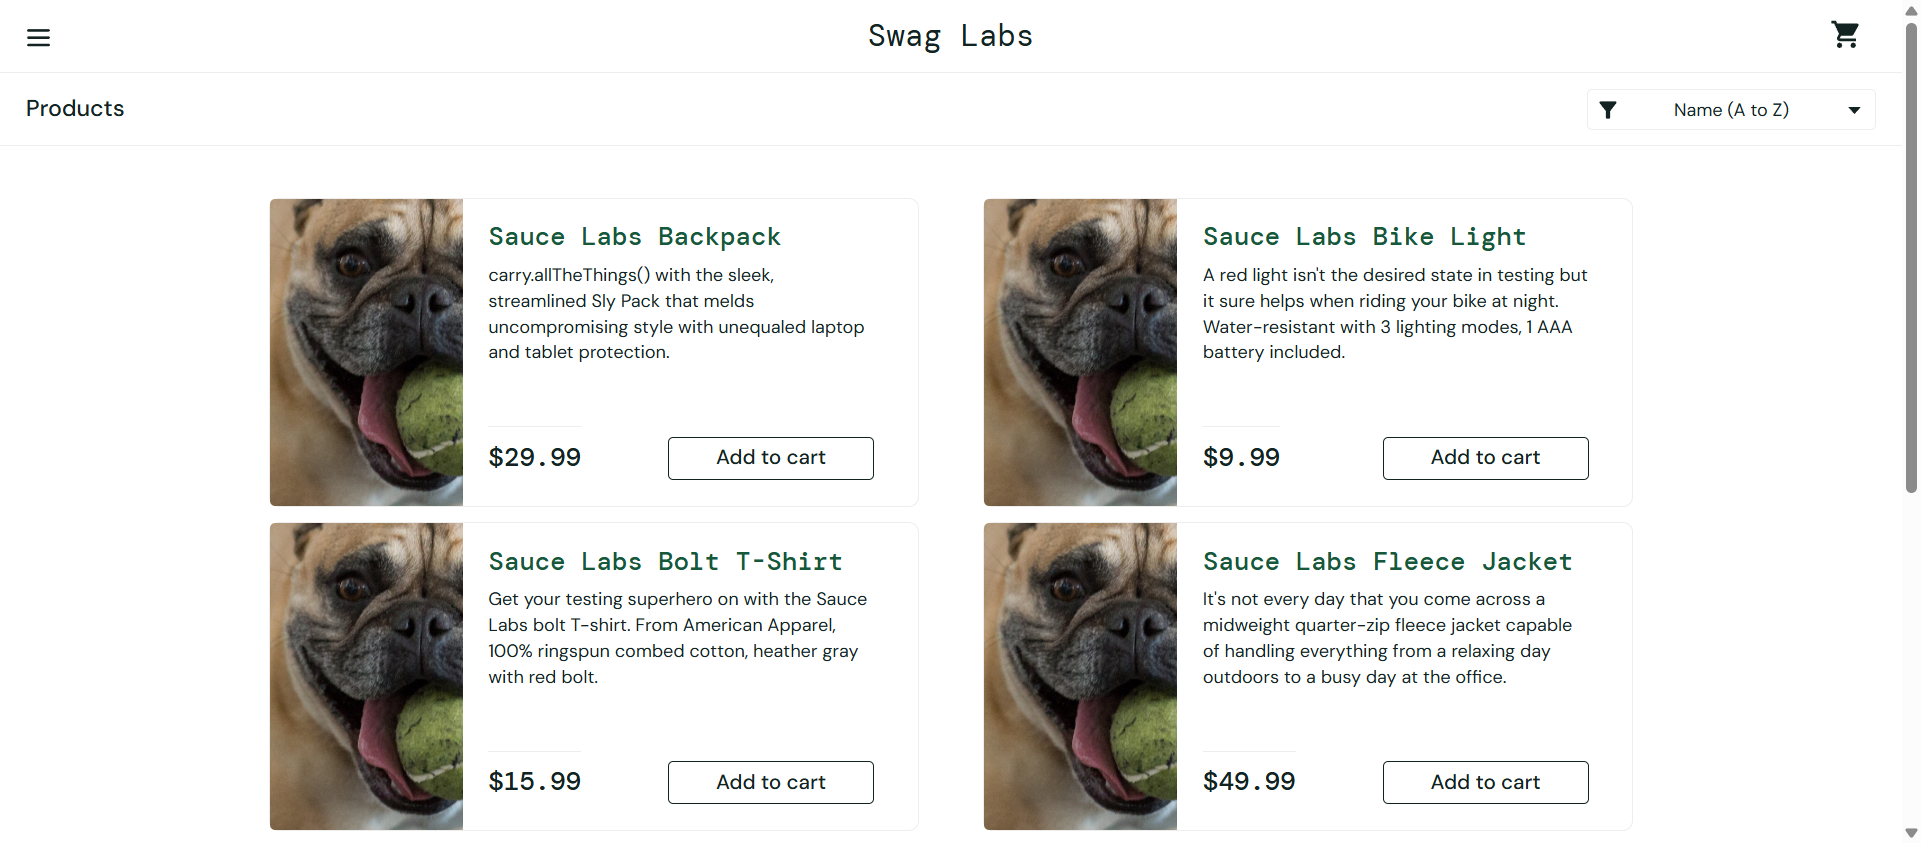 Swag Labs
Products
Name (A to Z)
Sauce Labs Backpack
carry.allTheThings() with the sleek,
streamlined Sly Pack that melds
uncompromising style with unequaled laptop
and tablet protection.
$29.99
Add to cart
Sauce Labs Bike Light
A red light isn't the desired state in testing but
it sure helps when riding your bike at night.
Water-resistant with 3 lighting modes, 1 AAA
battery included.
$9.99
Add to cart
Sauce Labs Bolt T-Shirt
Get your testing superhero on with the Sauce
Labs bolt T-shirt. From American Apparel,
100% ringspun combed cotton, heather gray
with red bolt.
$15.99
Add to cart
Sauce Labs Fleece Jacket
It's not every day that you come across a
midweight quarter-zip fleece jacket capable
of handling everything from a relaxing day
outdoors to a busy day at the office.
$49.99
Add to cart